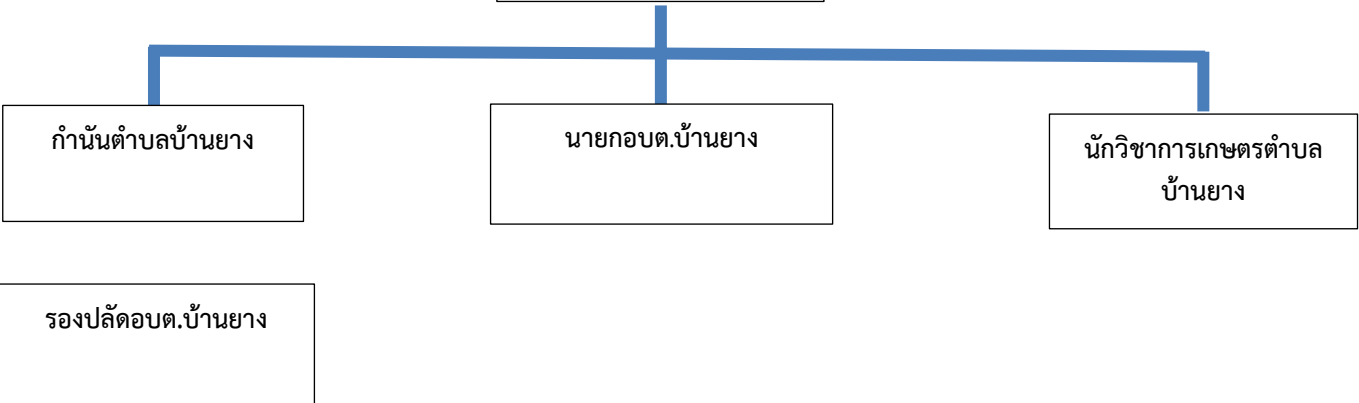 กำนันตำบลบ้านยาง
นายกอบต.บ้านยาง
นักวิชาการเกษตรตำบล
บ้านยาง
รองปลัดอบต.บ้านยาง